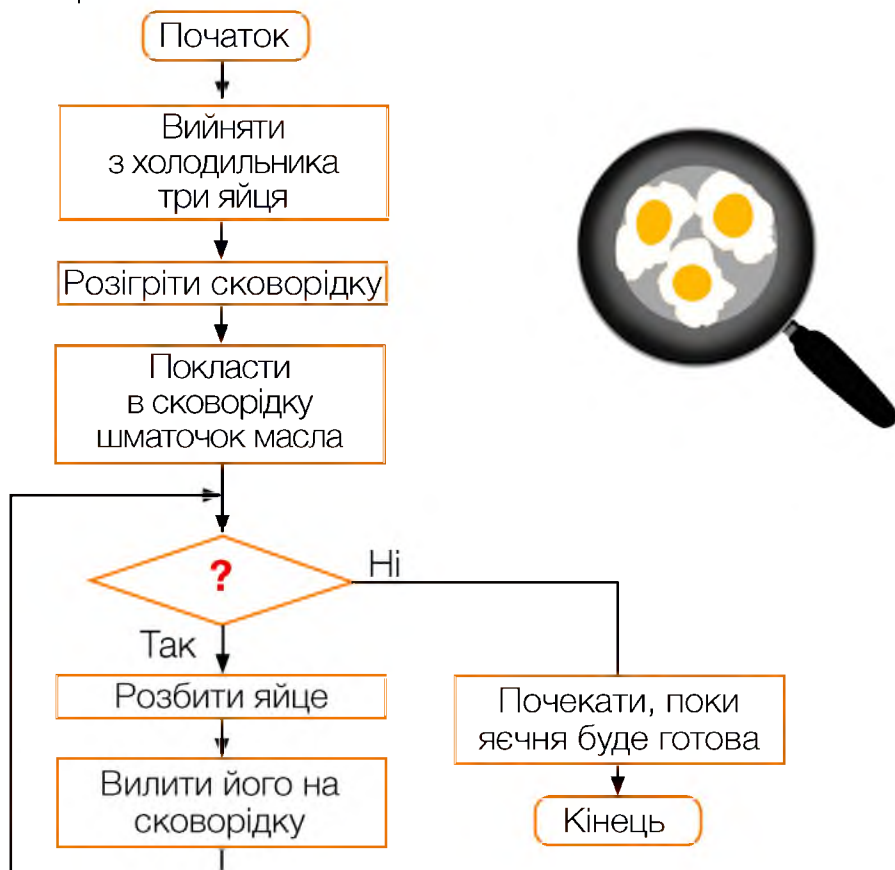 Початок
Вийняти
з холодильника
три яйця
Розігріти сковорідку
Покласти
в сковорідку
шматочок масла
?
Ні
Так
Розбити яйце
Вилити його на
сковорідку
Почекати, поки
яєчня буде готова
Кінець